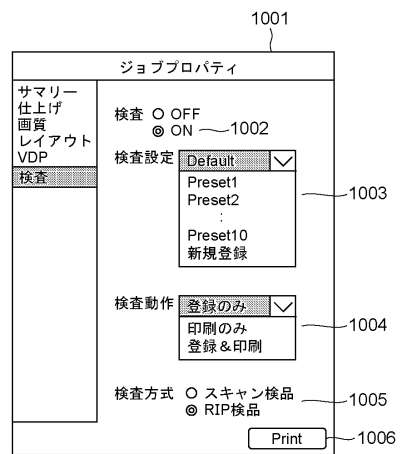 1001
ジョブプロパティ
サマリー
仕上げ
画質
レイアウト
VDP
検査
検査 ○ OFF
◎ ON
1002
検査設定 Default
Preset1
Preset2
:
Preset10
新規登録
1003
検査動作 登録のみ
印刷のみ
登録&印刷
1004
検査方式 ○ スキャン検品
◎ RIP検品
1005
Print
1006